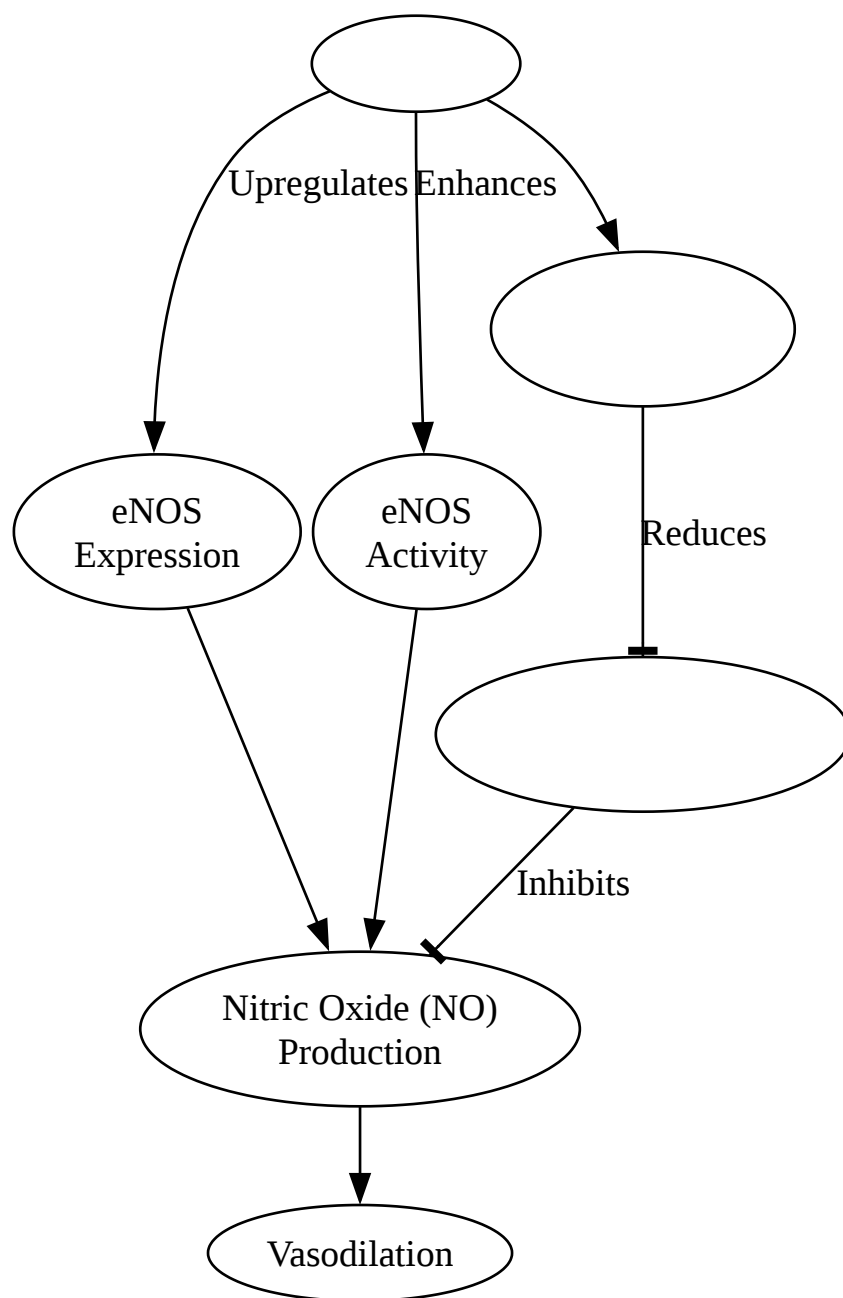 Upregulates
Enhances
eNOS
Expression
eNOS
Activity
Reduces
Inhibits
Nitric Oxide (NO)
Production
Vasodilation